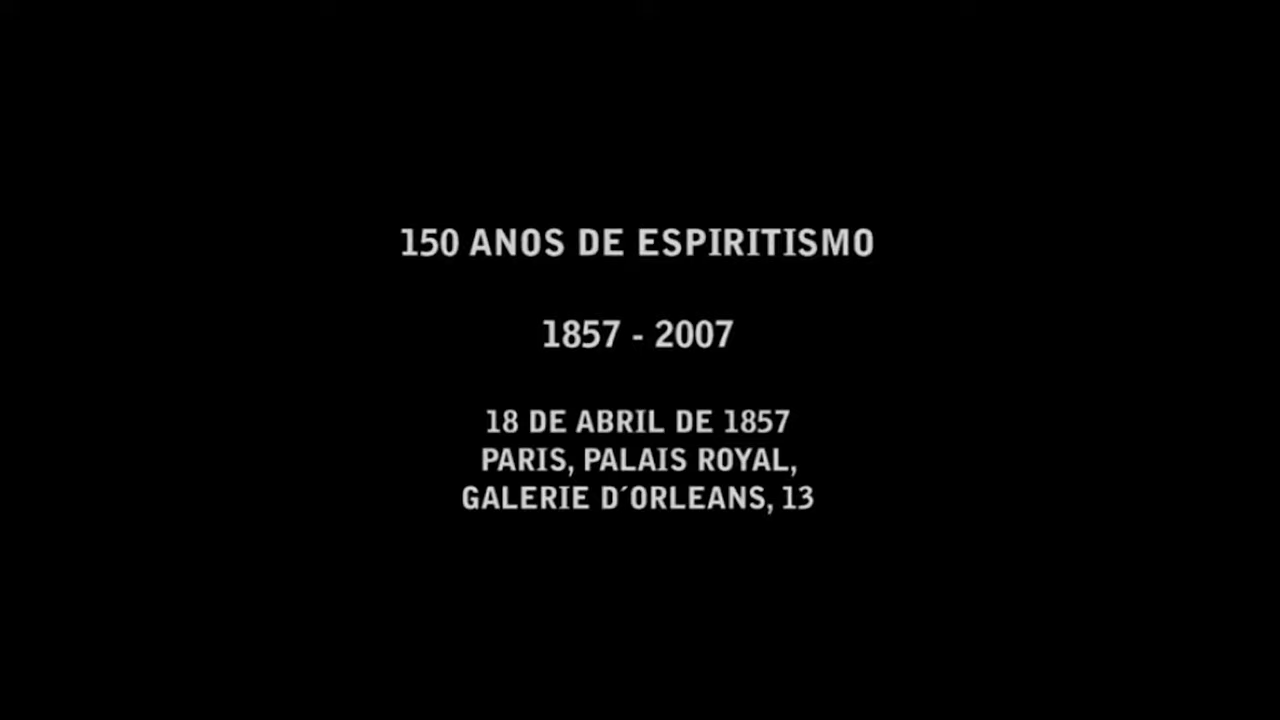 150 ANOS DE ESPIRITISMO
1857 - 2007
18 DE ABRIL DE 1857
PARIS, PALAIS ROYAL,
GALERIE D´ORLEANS, 13